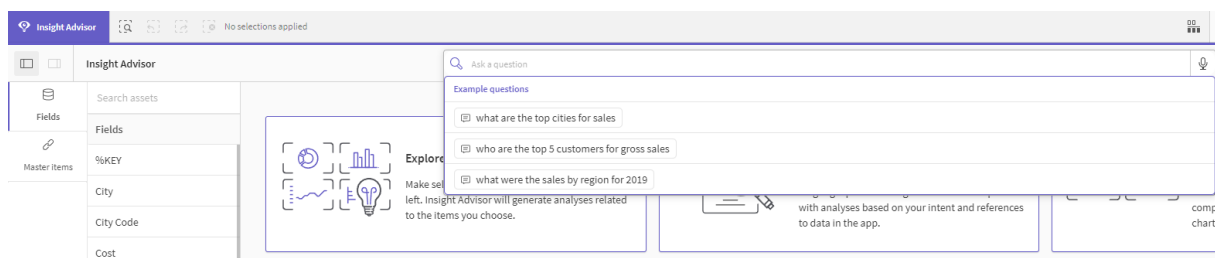 Insight Advisor
No selections applied
Insight Advisor
Ask a question
Example questions
what are the top cities for sales
who are the top 5 customers for gross sales
what were the sales by region for 2019
Fields
Master items
Search assets
Fields
%KEY
City
City Code
Cost
Explore
Make sel
left. Insight Advisor will generate analyses related
to the items you choose.
with analyses based on your intent and references
to data in the app.
comp
chart